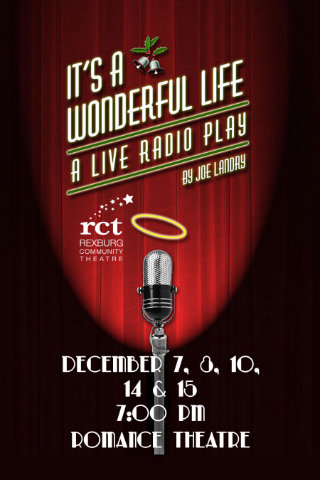 IT'S A
WONDERFUL LIFE
A LIVE RADIO PLAY
BY JOE LANDRY
rct
REXBURG
COMMUNITY
THEATRE
DECEMBER 7, 8, 10,
14 & 15
7:00 PM
ROMANCE THEATRE